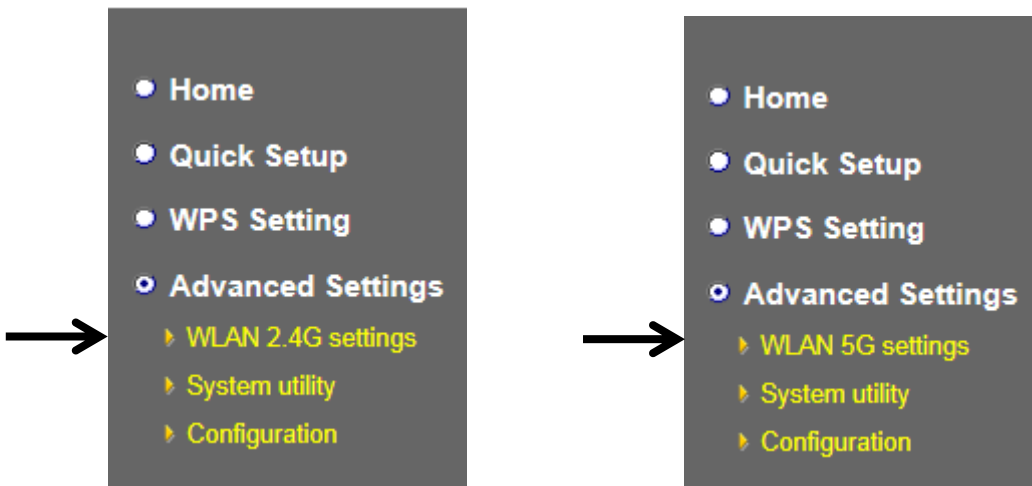 Home
Quick Setup
WPS Setting
Advanced Settings
WLAN 2.4G settings
System utility
Configuration
Home
Quick Setup
WPS Setting
Advanced Settings
WLAN 5G settings
System utility
Configuration